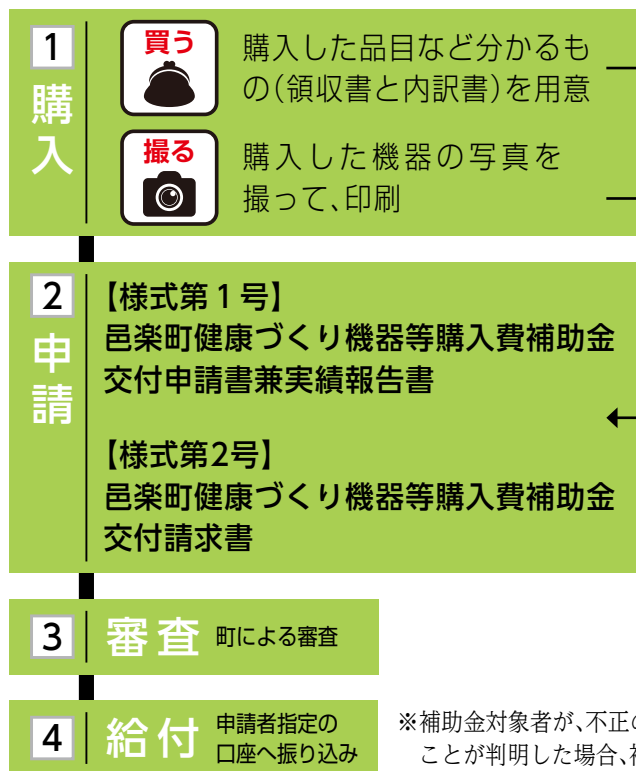 1
購入
買う
購入した品目など分かるも
の(領収書と内訳書)を用意
撮る
購入した機器の写真を
撮って、印刷
2
申請
【様式第1号】
邑楽町健康づくり機器等購入費補助金
交付申請書兼実績報告書
【様式第2号】
邑楽町健康づくり機器等購入費補助金
交付請求書
3
審査
町による審査
4
給付
申請者指定の
口座へ振り込み
※補助金対象者が、不正の
ことが判明した場合、